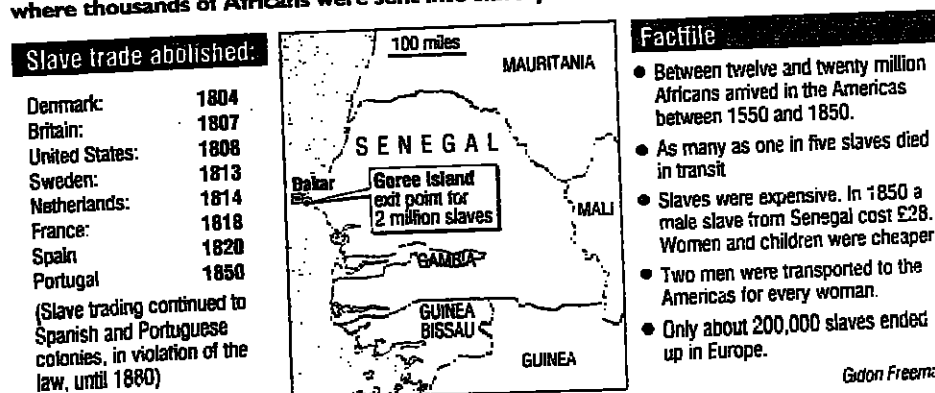 where thousands of Africans were sent into
Slave trade abolished:
Denmark: 1804
Britain: 1807
United States: 1808
Sweden: 1813
Netherlands: 1814
France: 1818
Spain 1820
Portugal 1850
(Slave trading continued to
Spanish and Portuguese
colonies, in violation of the
law, until 1880)
100 miles
MAURITANIA
SENEGAL
Dakar
Goree Island
exit point for
2 million slaves
MALI
GAMBIA
GUINEA
BISSAU
GUINEA
Factfile
● Between twelve and twenty million
Africans arrived in the Americas
between 1550 and 1850.
● As many as one in five slaves died
in transit
● Slaves were expensive. In 1850 a
male slave from Senegal cost £28.
Women and children were cheaper
● Two men were transported to the
Americas for every woman.
● Only about 200,000 slaves ended
up in Europe.
Gidon Freema